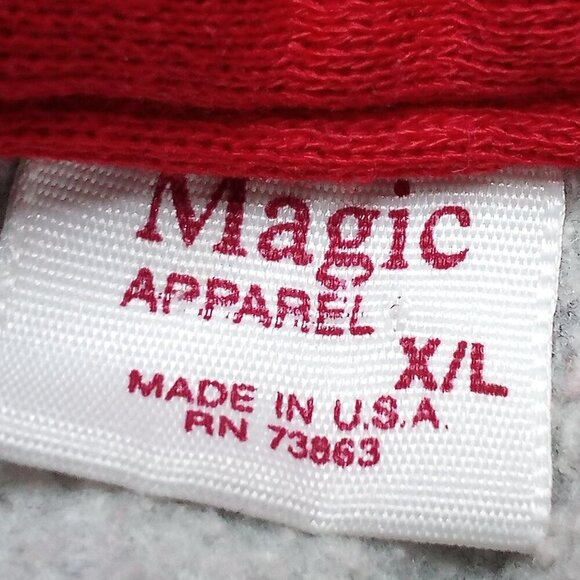 Magic
APPAREL
X/L
MADE IN U.S.A.
RN 73863